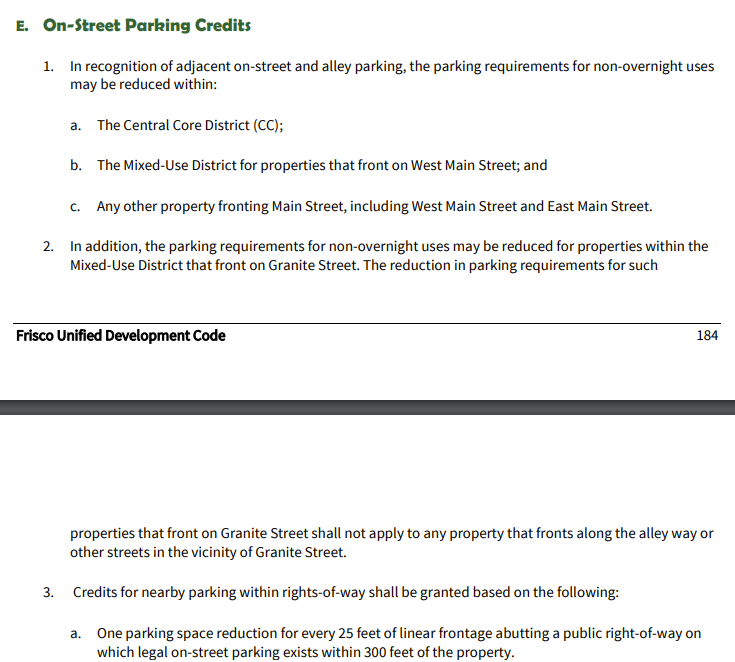 E. On-Street Parking Credits
1. In recognition of adjacent on-street and alley parking, the parking requirements for non-overnight uses
may be reduced within:
a. The Central Core District (CC);
b. The Mixed-Use District for properties that front on West Main Street; and
c. Any other property fronting Main Street, including West Main Street and East Main Street.
2. In addition, the parking requirements for non-overnight uses may be reduced for properties within the
Mixed-Use District that front on Granite Street. The reduction in parking requirements for such
Frisco Unified Development Code 184
properties that front on Granite Street shall not apply to any property that fronts along the alley way or
other streets in the vicinity of Granite Street.
3. Credits for nearby parking within rights-of-way shall be granted based on the following:
a. One parking space reduction for every 25 feet of linear frontage abutting a public right-of-way on
which legal on-street parking exists within 300 feet of the property.